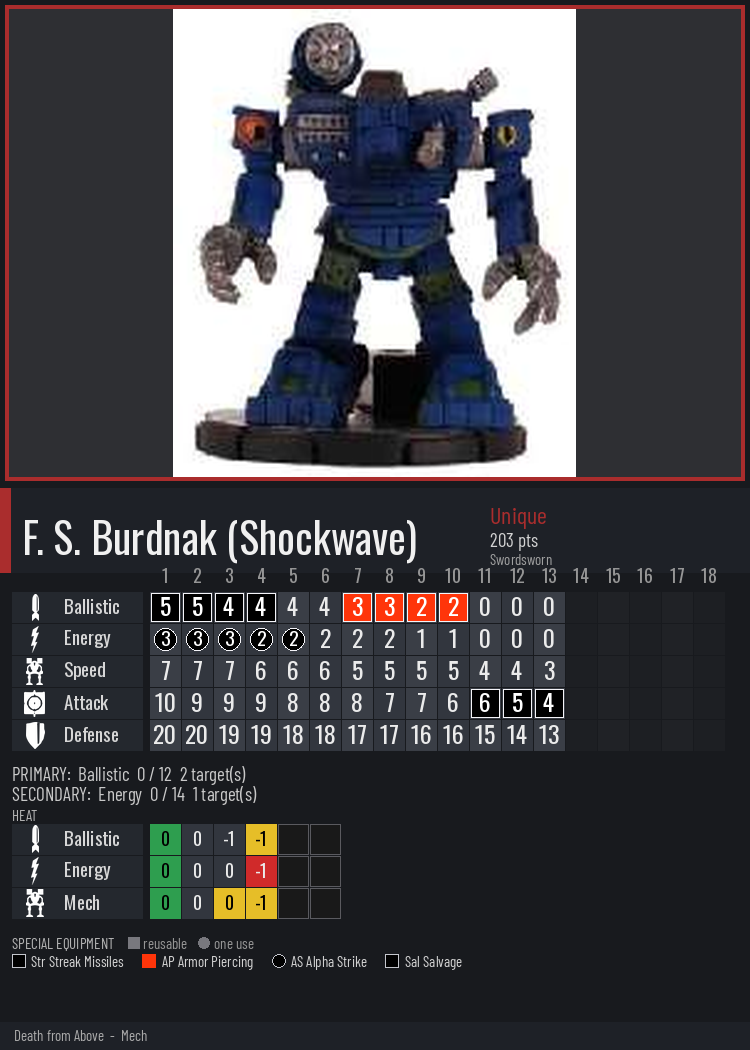 F. S. Burdnak (Shockwave)
Unique
203 pts
Swordsworn
1 2 3 4 5 6 7 8 9 10 11 12 13 14 15 16 17 18
Ballistic 5 5 4 4 4 4 3 3 2 2 0 0 0
Energy 3 3 3 2 2 2 2 2 1 1 0 0 0
Speed 7 7 7 6 6 6 5 5 5 5 4 4 3
Attack 10 9 9 9 8 8 8 7 7 6 6 5 4
Defense 20 20 19 19 18 18 17 17 16 16 15 14 13
PRIMARY: Ballistic 0 / 12 2 target(s)
SECONDARY: Energy 0 / 14 1 target(s)
HEAT
Ballistic 0 0 -1 -1
Energy 0 0 0 -1
Mech 0 0 0 -1
SPECIAL EQUIPMENT reusable one use
Str Streak Missiles AP Armor Piercing AS Alpha Strike Sal Salvage
Death from Above - Mech